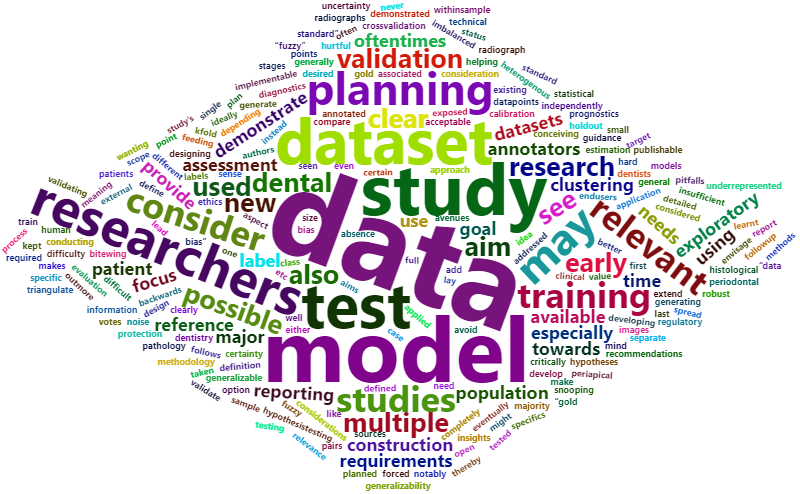 uncertainty
never
radiographs
demonstrated
withinsample
standard"
often
crossvalidation
imbalanced
technical
"fuzzy"
hurtful
oftentimes
status
points
validation
helping
radiograph
stages
generally
heterogenous
implementable
desired
gold
associated
consideration
standard
diagnostics
planning
existing
statistical
study's
single
plan
generate
annotated
exposed
datapoints
independently
ideally
demonstrate
compare
clear
acceptable
calibration
prognostics
kfold
depending
dataset
datasets
holdout
small
point
feeding
instead
conceiving
guidance
target
wanting
authors
annotators
estimation
publishable
designing
scope
different
assessment
seen
even
certain
approach
research
hard
models
labels
sense
dentists
patients
provide
used
dental
study
clustering
general
pitfalls
validating
define
ethics
endusers
insufficient
underrepresented
meaning
external
consider
new
aspect
size
avenues
use
goal
see
application
detailed
considered
train
researchers
lead
bias
absence
aim
idea
relevant
needs
exploratory
learnt
process
human
bias"
one
data
addressed
may
using
envisage
report
kept
conducting
label
class
full
add
better
followup
methods
required
difficulty
bitewing
also
etc
lay
early
first
histological
makes
patient
focus
aims
clinical
value
time
periodontal
data
specific
evaluation
difficult
backwards
possible
test
applied
training
extend
robust
triangulate
outmore
design
clearly
generating
information
reference
well
available
last
spread
votes
noise
major
either
case
avoid
developing
regulatory
protection
dentistry
model
especially
images
separate
pathology
follows
certainty
towards
mind
methodology
definition
critically
hypotheses
recommendations
taken
generalizable
develop
periapical
validate
option
reporting
defined
need
population
make
sample
fuzzy
like
studies
snooping
hypothesistesting
considerations
majority
"gold
testing
multiple
completely
eventually
might
specifics
relevance
sources
insights
tested
pairs
construction
open
requirements
thereby
planned
forced
notably
generalizability